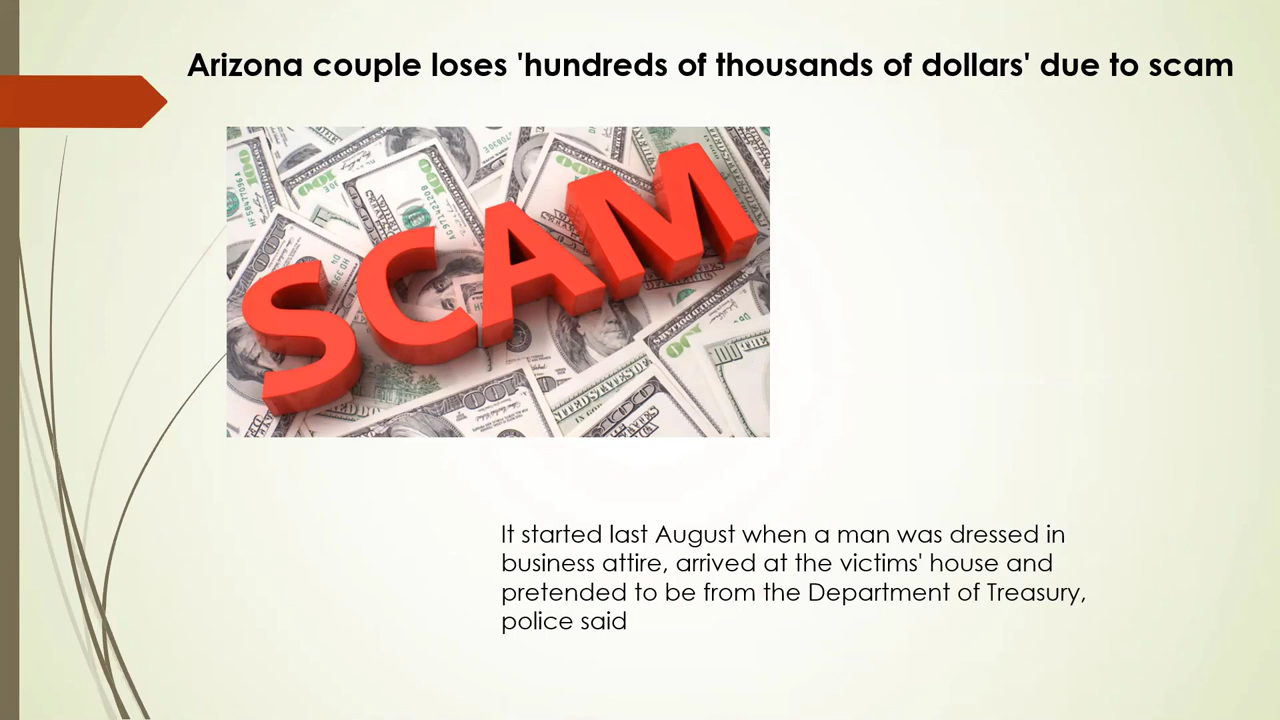 Arizona couple loses 'hundreds of thousands of dollars' due to scam
SCAM
It started last August when a man was dressed in
business attire, arrived at the victims' house and
pretended to be from the Department of Treasury,
police said